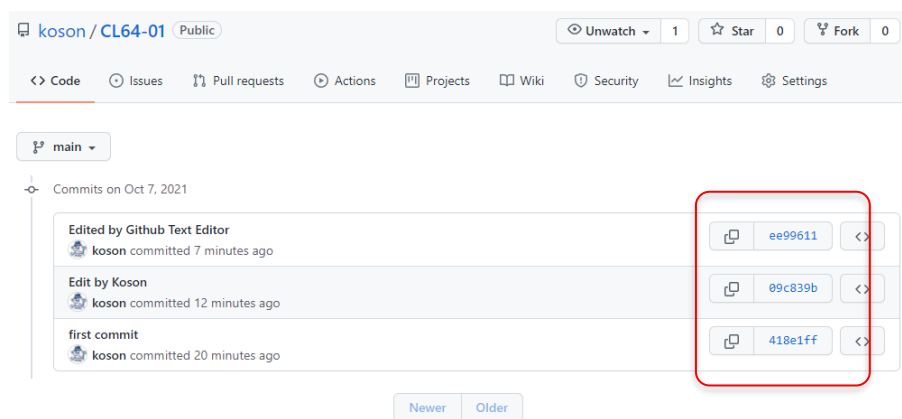 koson / CL64-01 Public Unwatch 1 Star 0 Fork 0
<> Code Issues Pull requests Actions Projects Wiki Security Insights Settings
main
Commits on Oct 7, 2021
Edited by Github Text Editor
koson committed 7 minutes ago
ee99611 <>
Edit by Koson
koson committed 12 minutes ago
09c839b <>
first commit
koson committed 20 minutes ago
418e1ff <>
Newer Older